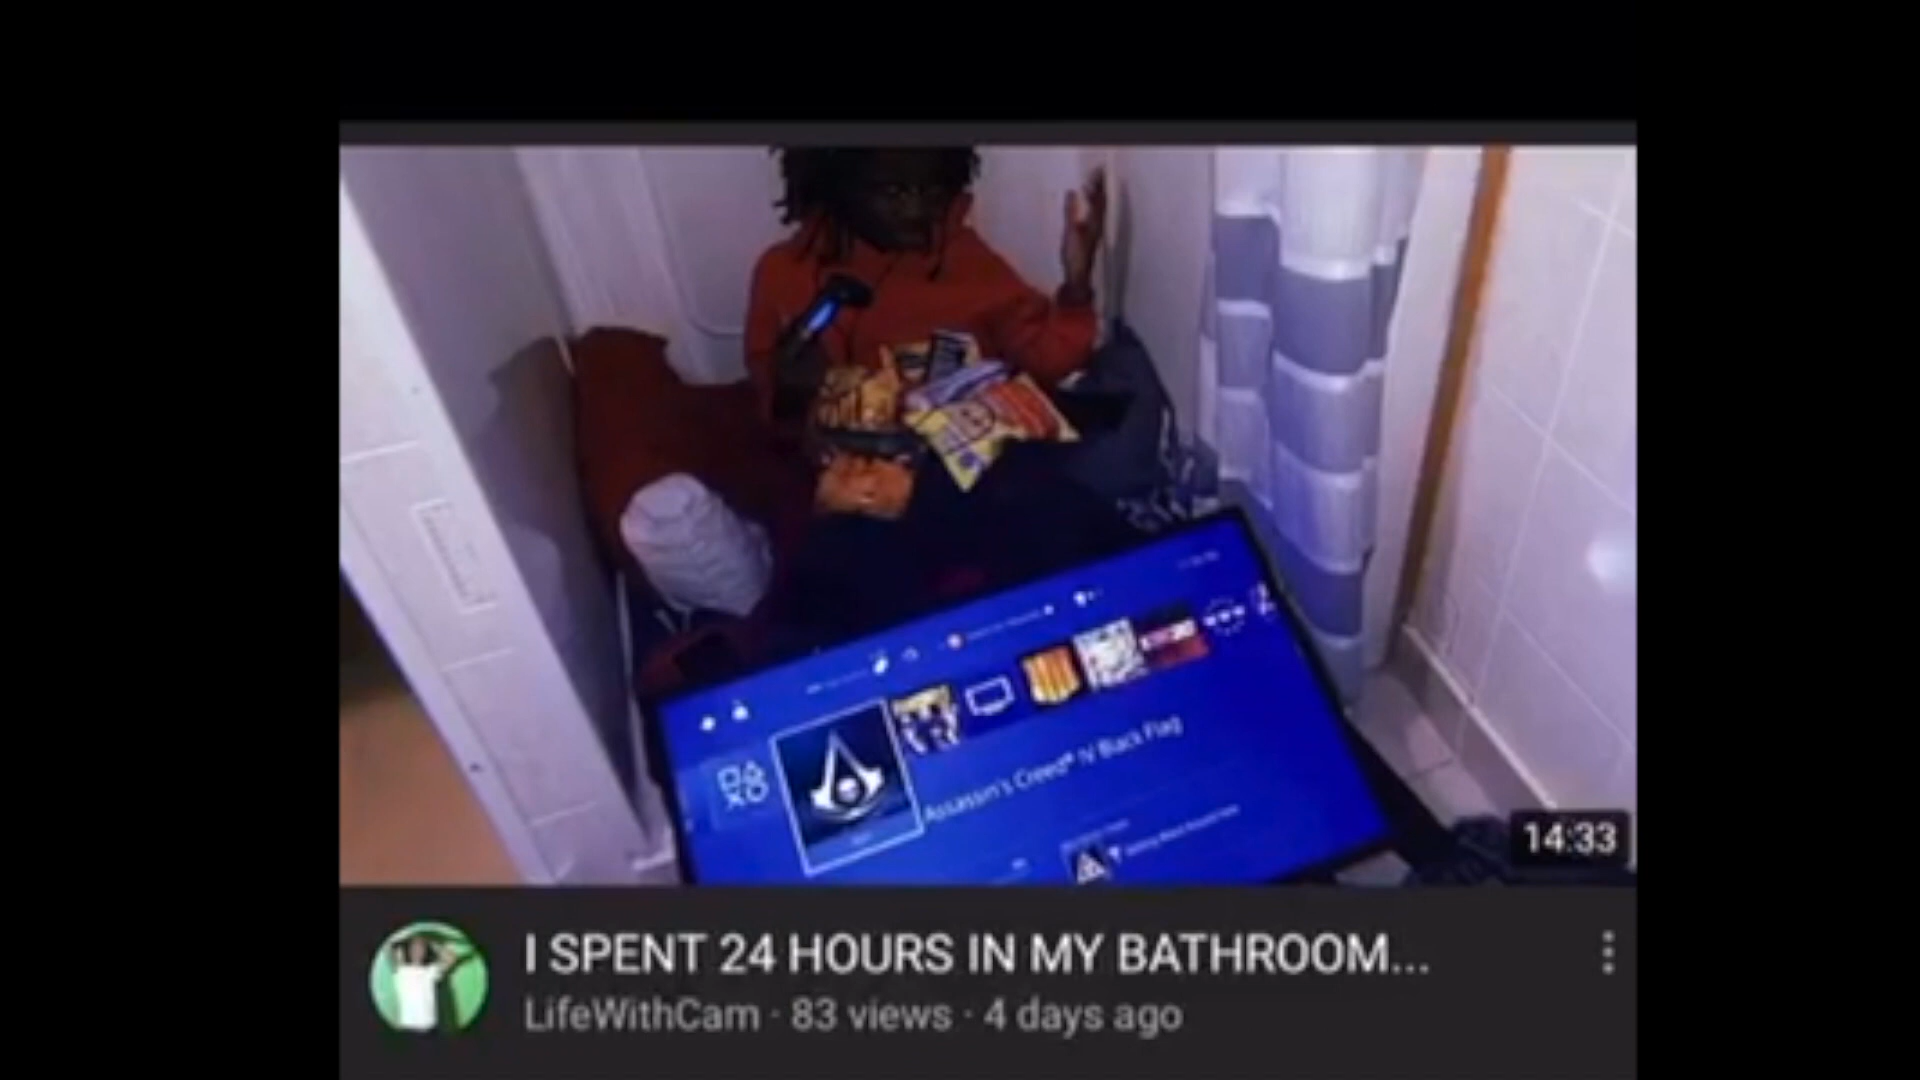 Assassin's Creed® IV Black Flag
14:33
I SPENT 24 HOURS IN MY BATHROOM...
LifeWithCam · 83 views · 4 days ago